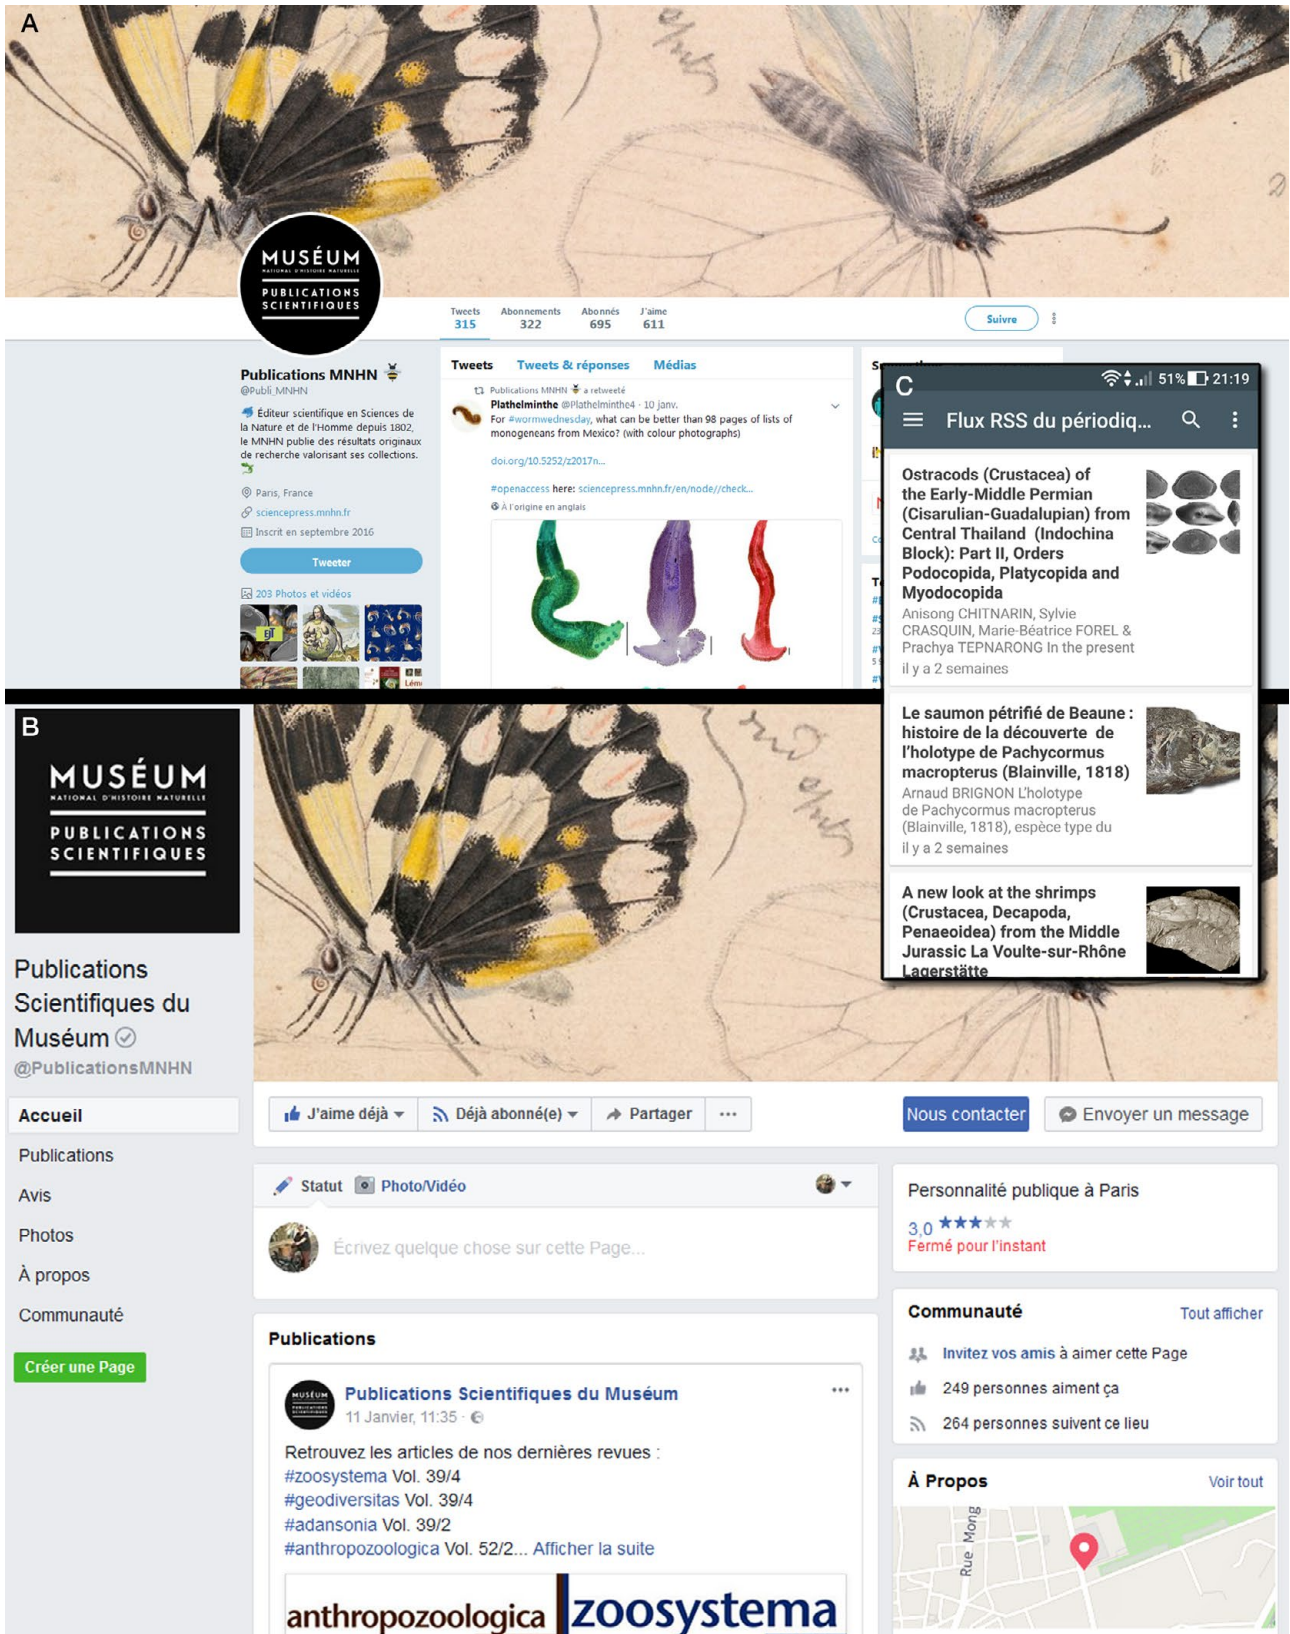 A
MUSÉUM
NATIONAL D'HISTOIRE NATURELLE
PUBLICATIONS
SCIENTIFIQUES
Tweets Abonnements Abonnés J'aime
315 322 695 611
Suivre
Publications MNHN
@Publi_MNHN
Éditeur scientifique en Sciences de
la Nature et de l'Homme depuis 1802,
le MNHN publie des résultats originaux
de recherche valorisant ses collections.
Paris, France
sciencepress.mnhn.fr
Inscrit en septembre 2016
Tweeter
203 Photos et vidéos
EJT
Tweets Tweets & réponses Médias
Publications MNHN a retweeté
Plathelminthe @Plathelminthe4 · 10 janv.
For #wormwednesday, what can be better than 98 pages of lists of
monogeneans from Mexico? (with colour photographs)
doi.org/10.5252/z2017n...
#openaccess here: sciencepress.mnhn.fr/en/node//check...
À l'origine en anglais
C
51% 21:19
Flux RSS du périodiq...
Ostracods (Crustacea) of
the Early-Middle Permian
(Cisarulian-Guadalupian) from
Central Thailand (Indochina
Block): Part II, Orders
Podocopida, Platycopida and
Myodocopida
Anisong CHITNARIN, Sylvie
CRASQUIN, Marie-Béatrice FOREL &
Prachya TEPNARONG In the present
il y a 2 semaines
Le saumon pétrifié de Beaune :
histoire de la découverte de
l'holotype de Pachycormus
macropterus (Blainville, 1818)
Arnaud BRIGNON L'holotype
de Pachycormus macropterus
(Blainville, 1818), espèce type du
il y a 2 semaines
A new look at the shrimps
(Crustacea, Decapoda,
Penaeoidea) from the Middle
Jurassic La Voulte-sur-Rhône
Lagerstätte
B
MUSÉUM
NATIONAL D'HISTOIRE NATURELLE
PUBLICATIONS
SCIENTIFIQUES
Publications
Scientifiques du
Muséum
@PublicationsMNHN
Accueil
Publications
Avis
Photos
À propos
Communauté
Créer une Page
J'aime déjà Déjà abonné(e) Partager ...
Nous contacter Envoyer un message
Statut Photo/Vidéo
Écrivez quelque chose sur cette Page...
Publications
MUSÉUM
Publications Scientifiques du Muséum
11 Janvier, 11:35 ·
Retrouvez les articles de nos dernières revues :
#zoosystema Vol. 39/4
#geodiversitas Vol. 39/4
#adansonia Vol. 39/2
#anthropozoologica Vol. 52/2... Afficher la suite
anthropozoologica zoosystema
Personnalité publique à Paris
3,0
Fermé pour l'instant
Communauté Tout afficher
Invitez vos amis à aimer cette Page
249 personnes aiment ça
264 personnes suivent ce lieu
À Propos Voir tout
Rue Mong